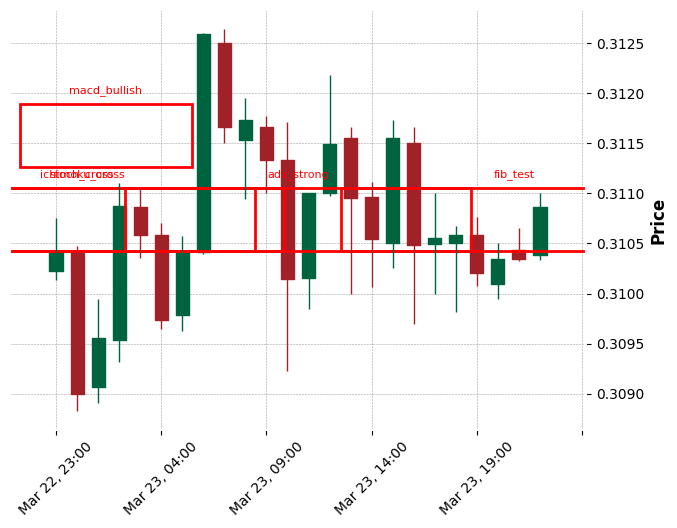 macd_bullish
stoch_cross
adx_strong
fib_test
0.3125
0.3120
0.3115
0.3110
0.3105
0.3100
0.3095
0.3090
Price
Mar 22, 23:00
Mar 23, 04:00
Mar 23, 09:00
Mar 23, 14:00
Mar 23, 19:00